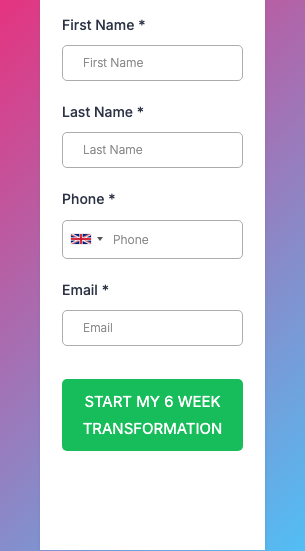 First Name *
First Name
Last Name *
Last Name
Phone *
Phone
Email *
Email
START MY 6 WEEK
TRANSFORMATION